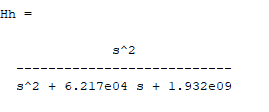 Hh =
s^2
---------------------------
s^2 + 6.217e04 s + 1.932e09